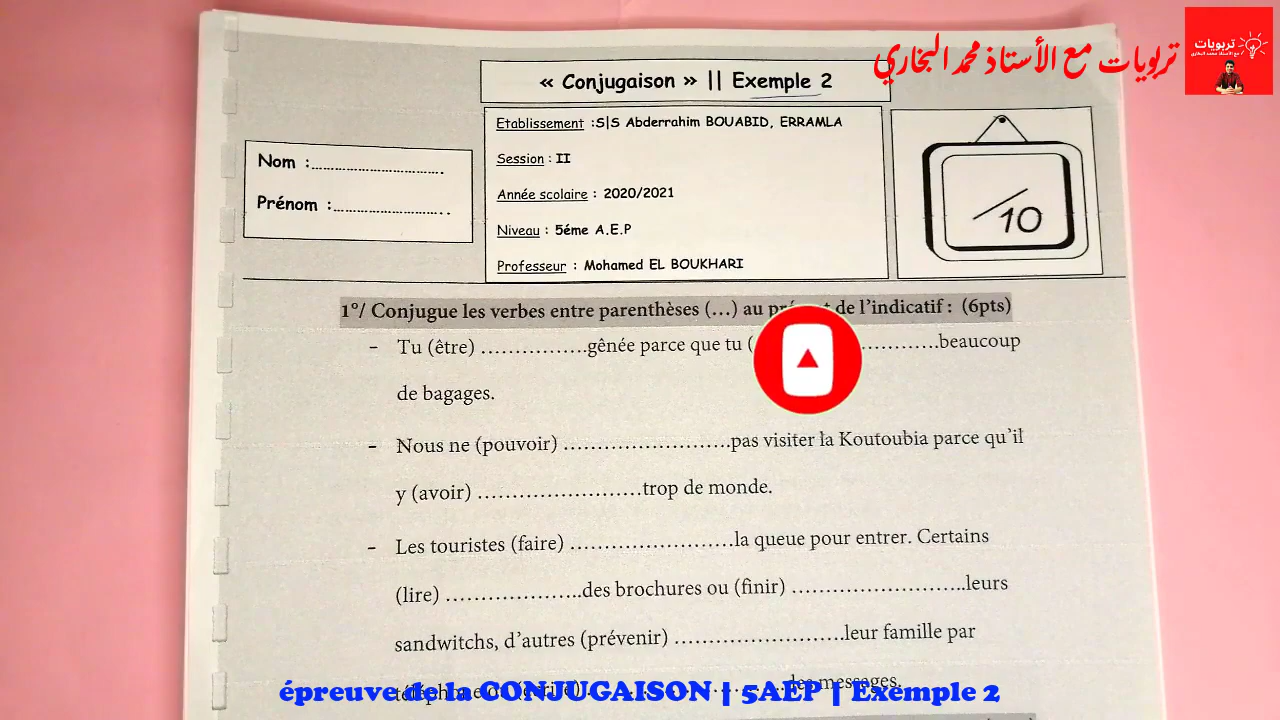 تربويات مع الأستاذ محمد البخاري
تربويات
مع الأستاذ محمد البخاري
« Conjugaison » || Exemple 2
Nom :……………………………….
Prénom :…………………………..
Etablissement :S|S Abderrahim BOUABID, ERRAMLA
Session : II
Année scolaire : 2020/2021
Niveau : 5éme A.E.P
Professeur : Mohamed EL BOUKHARI
/10
1°/ Conjugue les verbes entre parenthèses (…) au de l’indicatif : (6pts)
- Tu (être) ……………..gênée parce que tu ( …………beaucoup
de bagages.
- Nous ne (pouvoir) ……………………….pas visiter la Koutoubia parce qu’il
y (avoir) ………………………trop de monde.
- Les touristes (faire) ……………………….la queue pour entrer. Certains
(lire) …………………..des brochures ou (finir) ………………………..leurs
sandwitchs, d’autres (prévenir) ……………………….leur famille par
des messages.
épreuve de la CONJUGAISON | 5AEP | Exemple 2